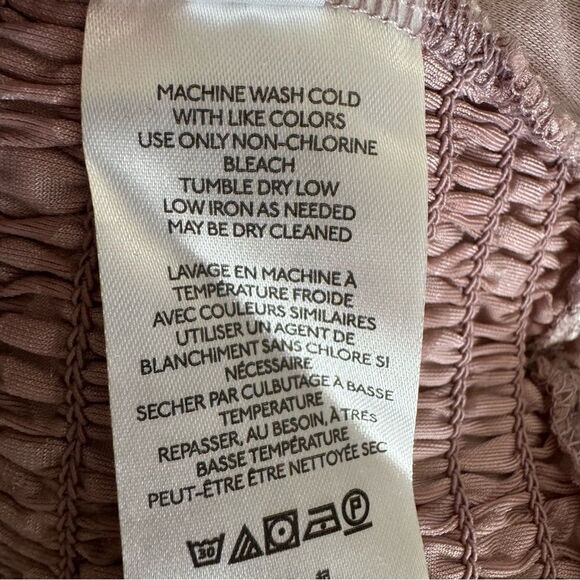 MACHINE WASH COLD
WITH LIKE COLORS
USE ONLY NON-CHLORINE
BLEACH
TUMBLE DRY LOW
LOW IRON AS NEEDED
MAY BE DRY CLEANED
LAVAGE EN MACHINE À
TEMPÉRATURE FROIDE
AVEC COULEURS SIMILAIRES
UTILISER UN AGENT DE
BLANCHIMENT SANS CHLORE SI
NÉCESSAIRE
SECHER PAR CULBUTAGE À BASSE
TEMPERATURE
REPASSER, AU BESOIN, À TRÉS
BASSE TEMPÉRATURE
PEUT-ÊTRE ÊTRE NETTOYÉE SEC
30 P